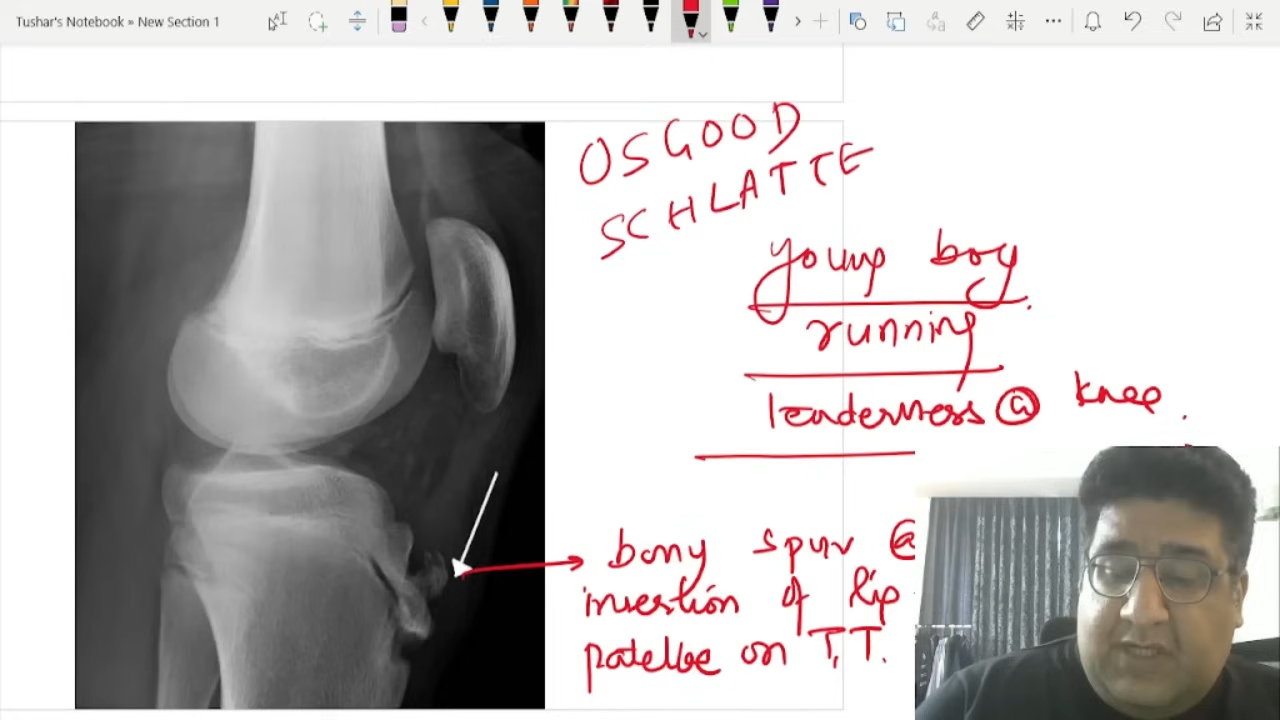 Tushar's Notebook » New Section 1
OSGOOD
SCHLATTE
young boy
running
tenderness @ knee.
bony spur @
insertion of lig
patellae on T.T.